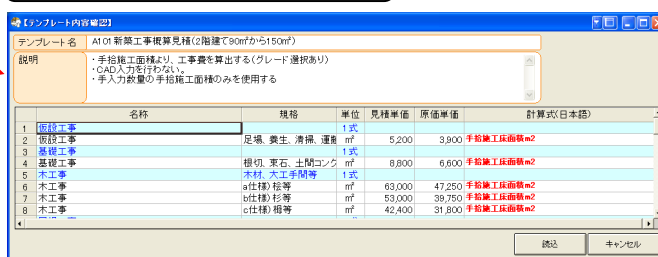 【テンプレート内容確認】
テンプレート名 A101 新築工事概算見積(2階建て90㎡から150㎡)
説明 ・手拾施工面積より、工事費を算出する(グレード選択あり)
・CAD入力を行わない。
・手入力数量の手拾施工面積のみを使用する
名称 規格 単位 見積単価 原価単価 計算式(日本語)
1 仮設工事 1式
2 仮設工事 足場、養生、清掃、運搬 ㎡ 5,200 3,900 手拾施工床面積m2
3 基礎工事 1式
4 基礎工事 根切、束石、土間コンク ㎡ 8,800 6,600 手拾施工床面積m2
5 木工事 木材、大工手間等 1式
6 木工事 a仕様)桧等 ㎡ 63,000 47,250 手拾施工床面積m2
7 木工事 b仕様)杉等 ㎡ 53,000 39,750 手拾施工床面積m2
8 木工事 c仕様)栂等 ㎡ 42,400 31,800 手拾施工床面積m2
読込 キャンセル